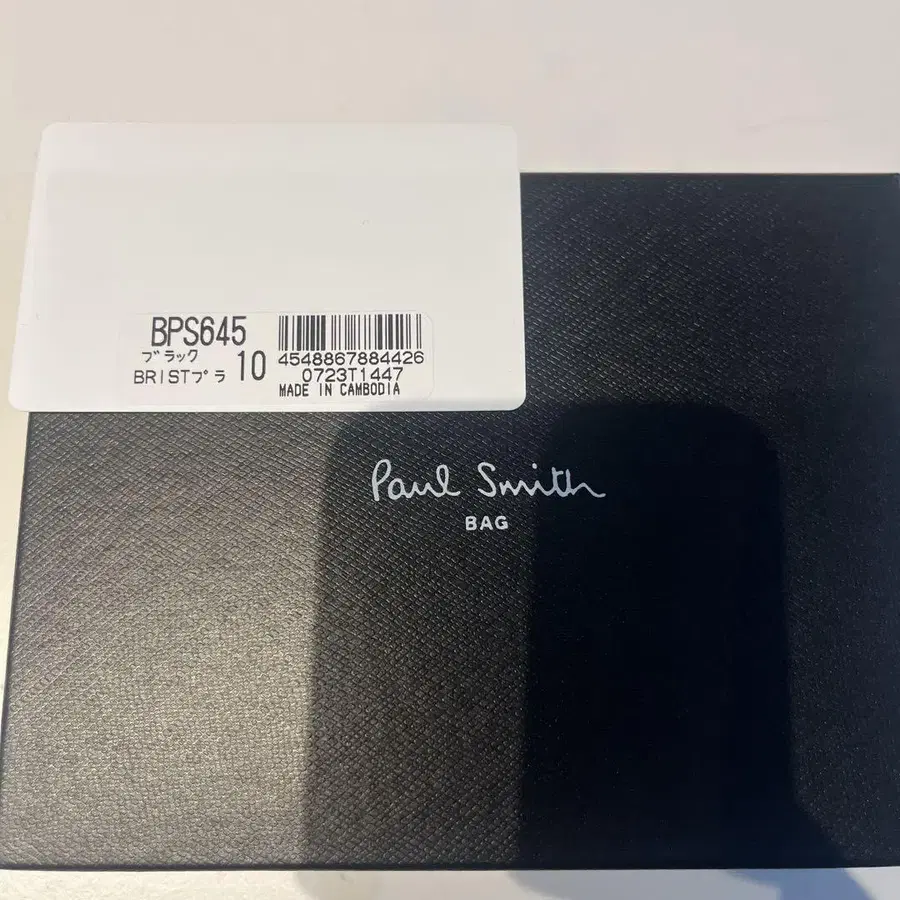 BPS645
ﾌﾞﾗｯｸ
BRISTﾌﾟﾗ 10
4548867884426
0723T1447
MADE IN CAMBODIA
Paul Smith
BAG